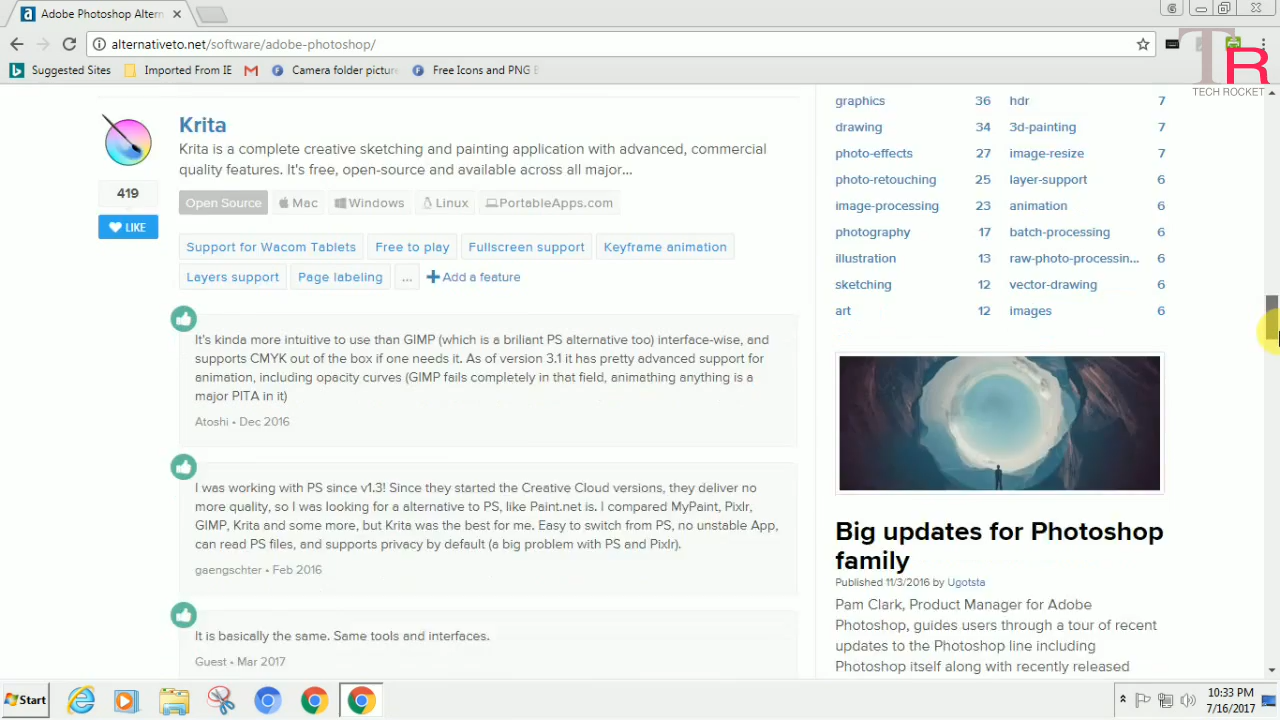 Adobe Photoshop Altern
alternativeto.net/software/adobe-photoshop/
TR
TECH ROCKET
Suggested Sites
Imported From IE
Camera folder pictu
Free Icons and PNG
Krita
Krita is a complete creative sketching and painting application with advanced, commercial
quality features. It's free, open-source and available across all major...
419
LIKE
Open Source
Mac
Windows
Linux
PortableApps.com
Support for Wacom Tablets
Free to play
Fullscreen support
Keyframe animation
Layers support
Page labeling
...
Add a feature
It's kinda more intuitive to use than GIMP (which is a briliant PS alternative too) interface-wise, and
supports CMYK out of the box if one needs it. As of version 3.1 it has pretty advanced support for
animation, including opacity curves (GIMP fails completely in that field, animathing anything is a
major PITA in it)
Atoshi • Dec 2016
I was working with PS since v1.3! Since they started the Creative Cloud versions, they deliver no
more quality, so I was looking for a alternative to PS, like Paint.net is. I compared MyPaint, Pixlr,
GIMP, Krita and some more, but Krita was the best for me. Easy to switch from PS, no unstable App,
can read PS files, and supports privacy by default (a big problem with PS and Pixlr).
gaengschter • Feb 2016
It is basically the same. Same tools and interfaces.
Guest • Mar 2017
graphics 36 hdr 7
drawing 34 3d-painting 7
photo-effects 27 image-resize 7
photo-retouching 25 layer-support 6
image-processing 23 animation 6
photography 17 batch-processing 6
illustration 13 raw-photo-processin... 6
sketching 12 vector-drawing 6
art 12 images 6
Big updates for Photoshop
family
Published 11/3/2016 by Ugotsta
Pam Clark, Product Manager for Adobe
Photoshop, guides users through a tour of recent
updates to the Photoshop line including
Photoshop itself along with recently released
Start
10:33 PM
7/16/2017